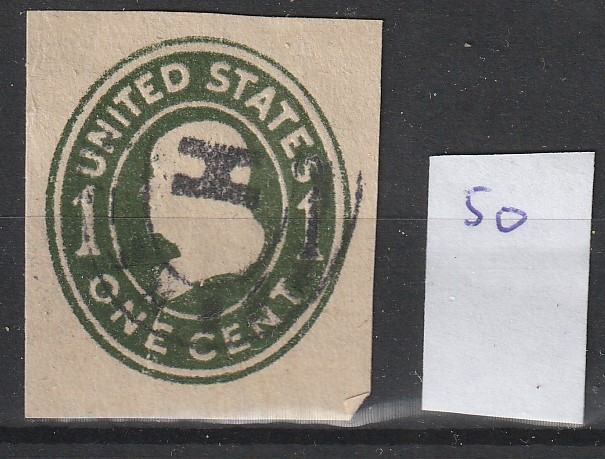 UNITED STATES
1 1
H
ONE CENT
50